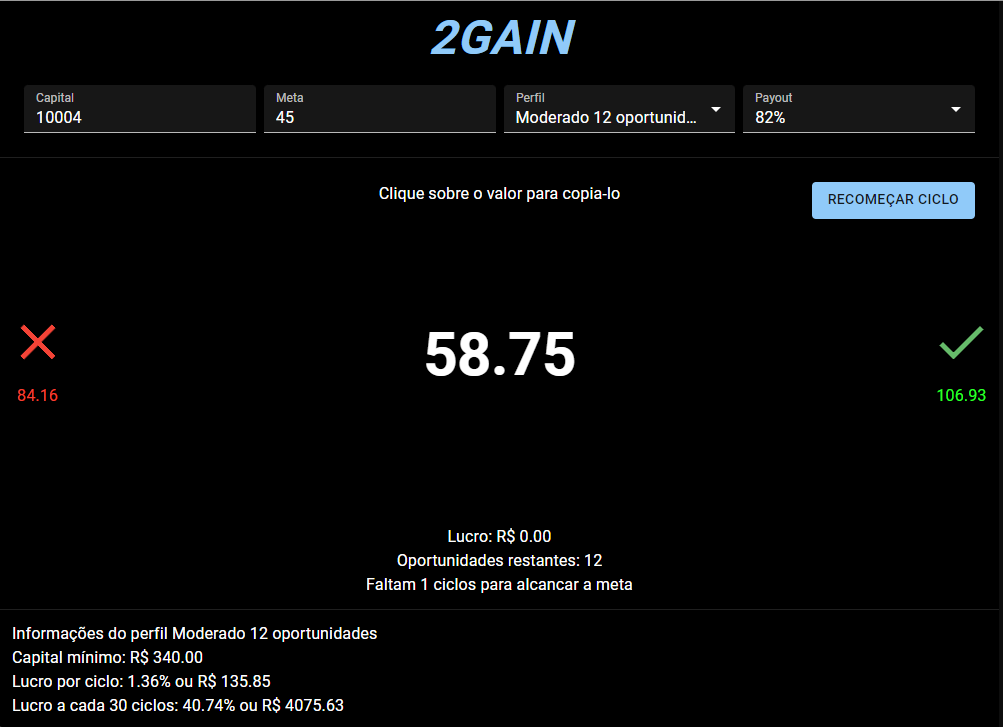 2GAIN
Capital
10004
Meta
45
Perfil
Moderado 12 oportunid...
Payout
82%
Clique sobre o valor para copia-lo
RECOMEÇAR CICLO
58.75
84.16
106.93
Lucro: R$ 0.00
Oportunidades restantes: 12
Faltam 1 ciclos para alcancar a meta
Informações do perfil Moderado 12 oportunidades
Capital mínimo: R$ 340.00
Lucro por ciclo: 1.36% ou R$ 135.85
Lucro a cada 30 ciclos: 40.74% ou R$ 4075.63